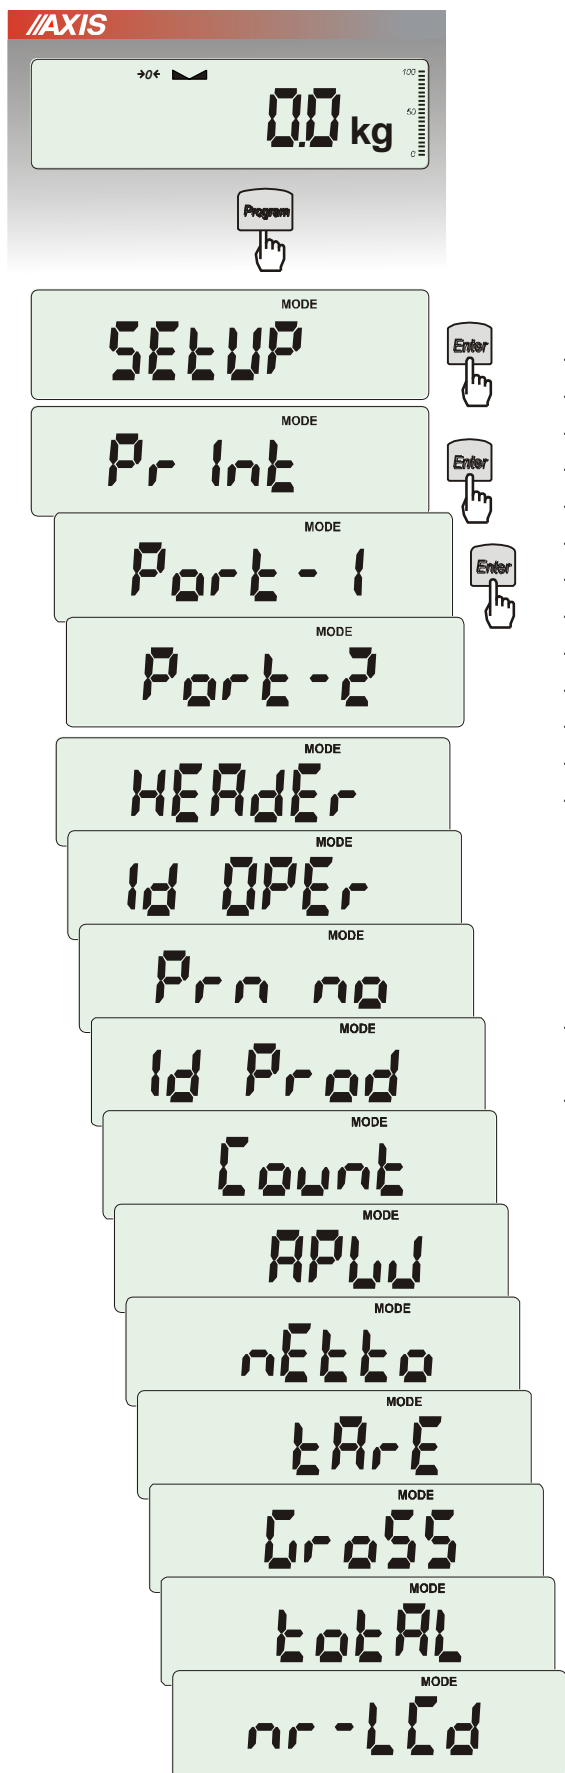 AXIS
→0← 100
50
0.0 kg
0
Program
MODE
SEtUP
Enter
MODE
PrInt
Enter
MODE
Port-1
Enter
MODE
Port-2
MODE
HEAdEr
MODE
Id OPEr
MODE
Prn no
MODE
Id Prod
MODE
Count
MODE
APW
MODE
nEtto
MODE
tArE
MODE
GroSS
MODE
totAL
MODE
nr-LCd